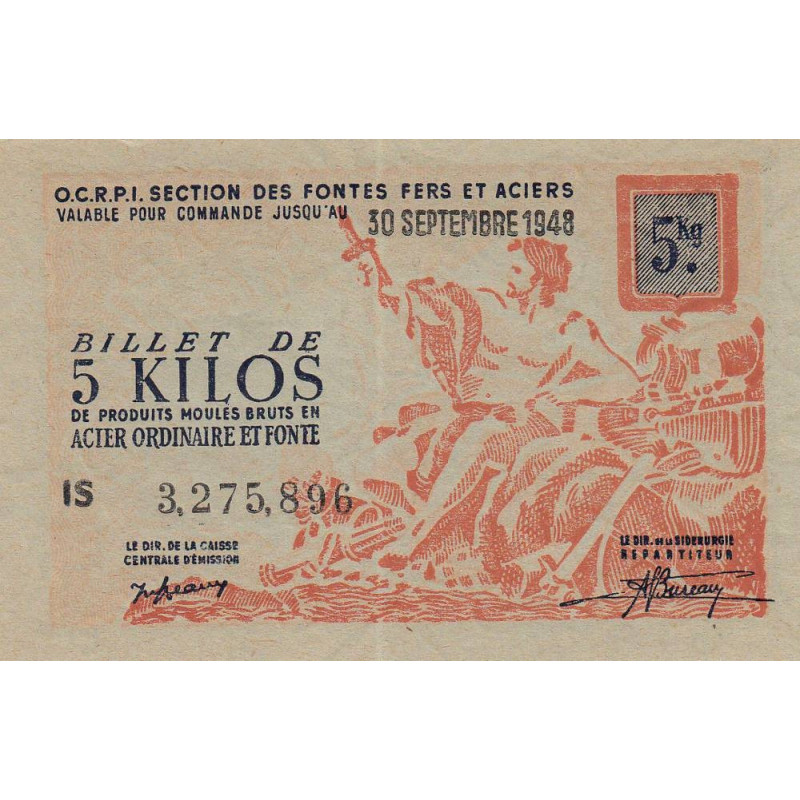 O.C.R.P.I. SECTION DES FONTES FERS ET ACIERS
VALABLE POUR COMMANDE JUSQU'AU 30 SEPTEMBRE 1948
5 Kg.
BILLET DE
5 KILOS
DE PRODUITS MOULÉS BRUTS EN
ACIER ORDINAIRE ET FONTE
IS 3,275,896
LE DIR. DE LA CAISSE
CENTRALE D'ÉMISSION
LE DIR. DE LA SIDERURGIE
REPARTITEUR